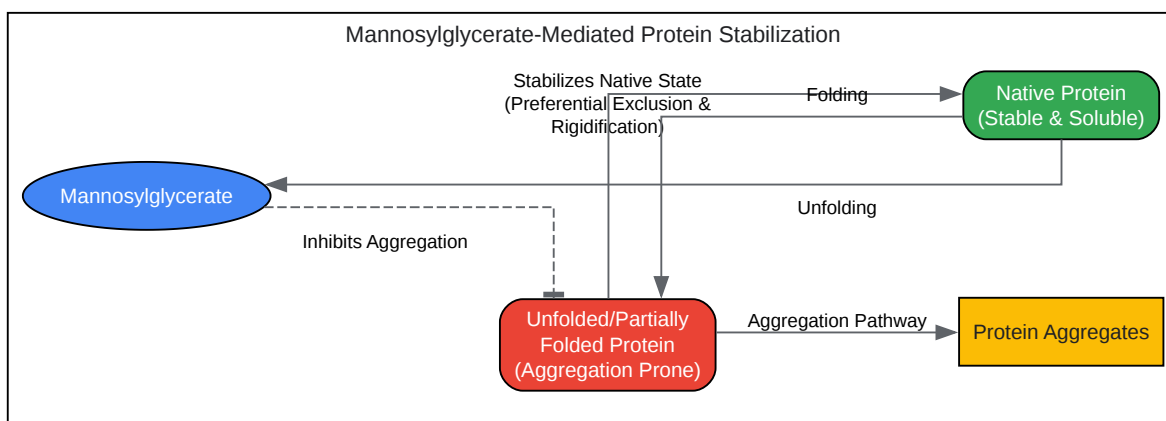 Mannosylglycerate-Mediated Protein Stabilization
Stabilizes Native State
(Preferential Exclusion &
Rigidification)
Folding
Native Protein
(Stable & Soluble)
Mannosylglycerate
Unfolding
Inhibits Aggregation
Unfolded/Partially
Folded Protein
(Aggregation Prone)
Aggregation Pathway
Protein Aggregates